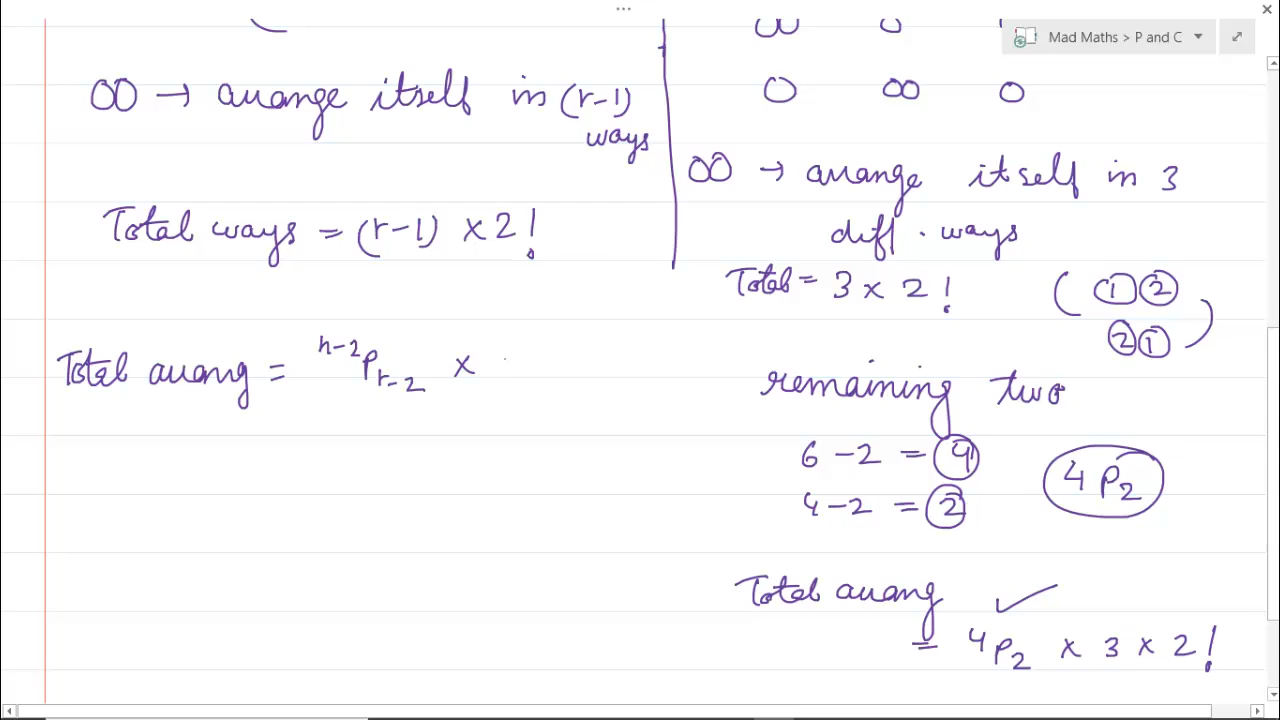 Mad Maths > P and C
OO → arrange itself in (r-1)
ways
Total ways = (r-1) x 2!
Total arrang = n-2Pr-2 x
OO O
O OO O
OO → arrange itself in 3
diff. ways
Total = 3 x 2! ( ① ②
② ① )
remaining two
6 - 2 = 4
4 - 2 = 2
4P2
Total arrang ✓
= 4P2 x 3 x 2!